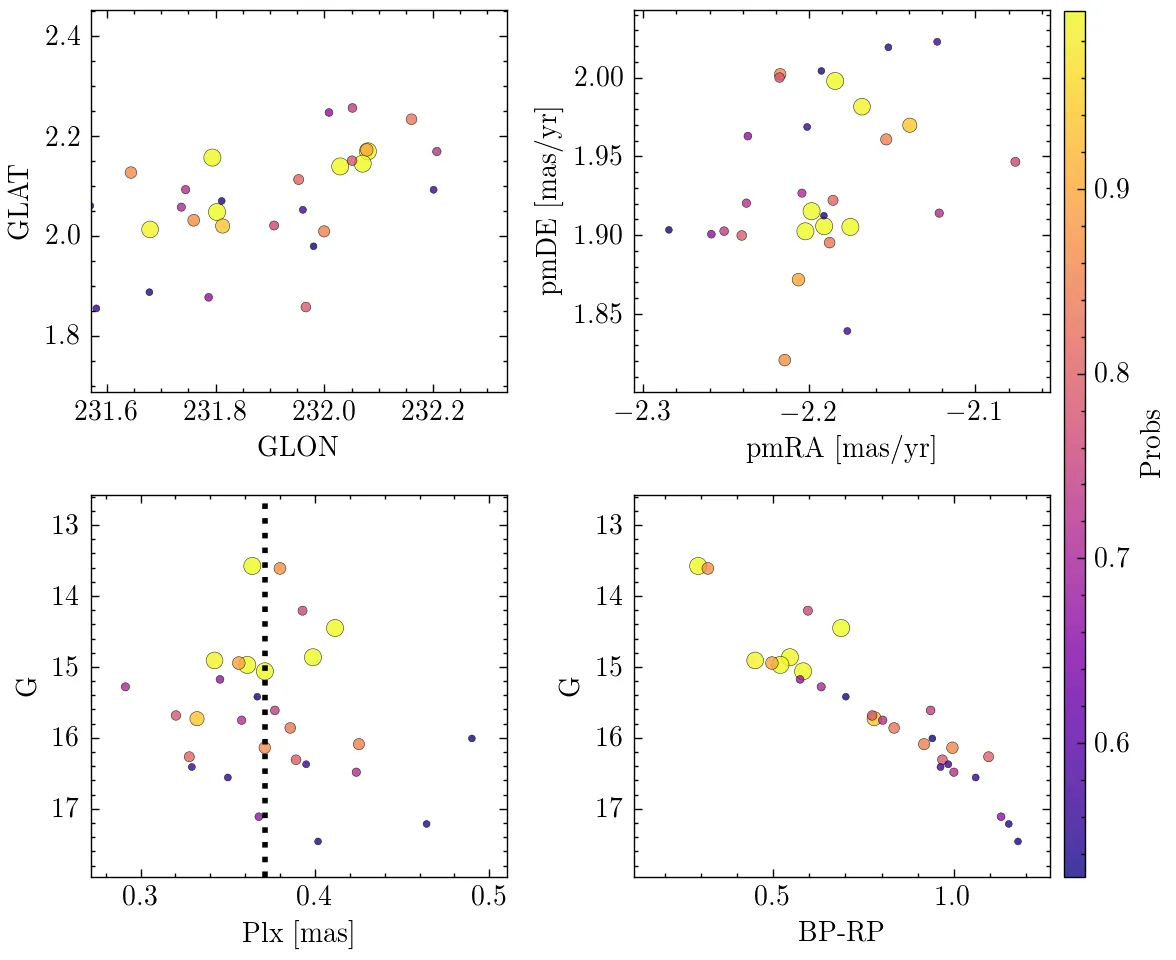 2.4
2.2
2.0
1.8
GLAT
231.6 231.8 232.0 232.2
GLON
2.00
1.95
1.90
1.85
pmDE [mas/yr]
−2.3 −2.2 −2.1
pmRA [mas/yr]
0.9
0.8
0.7
0.6
Probs
13
14
15
16
17
G
0.3 0.4 0.5
Plx [mas]
13
14
15
16
17
G
0.5 1.0
BP-RP